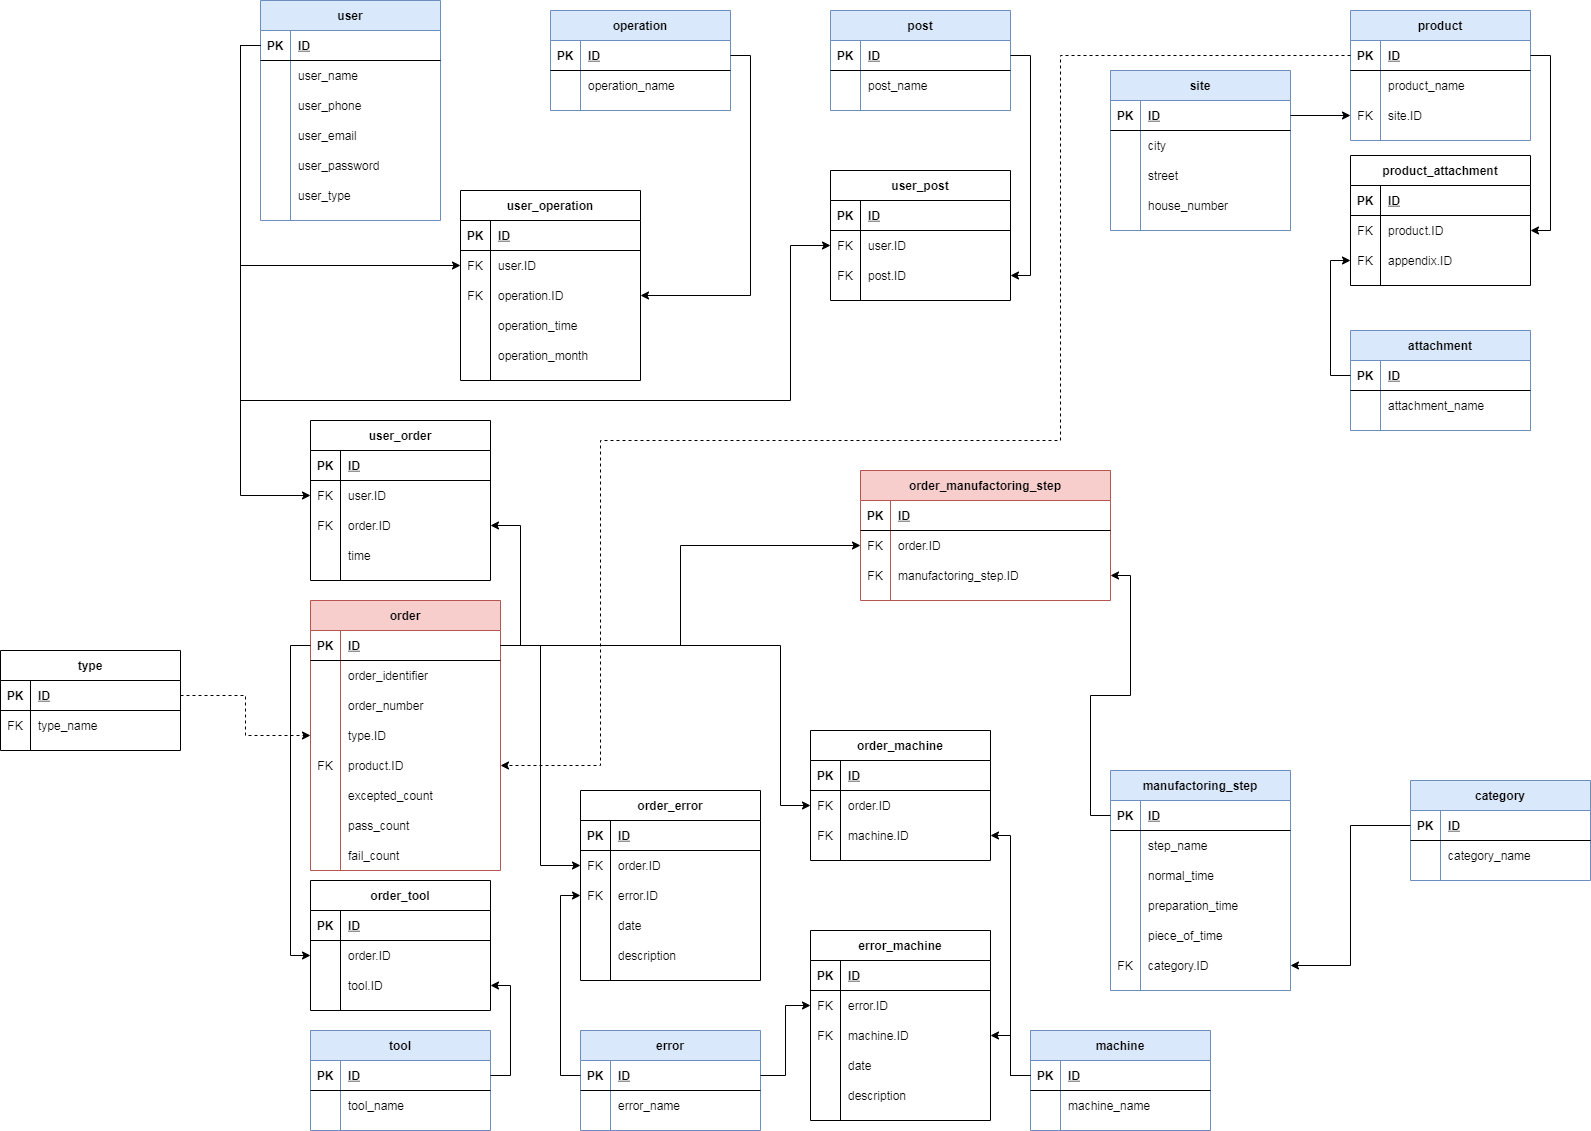 user
PK ID
user_name
user_phone
user_email
user_password
user_type
operation
PK ID
operation_name
post
PK ID
post_name
product
PK ID
product_name
FK site.ID
site
PK ID
city
street
house_number
product_attachment
PK ID
FK product.ID
FK appendix.ID
user_operation
PK ID
FK user.ID
FK operation.ID
operation_time
operation_month
user_post
PK ID
FK user.ID
FK post.ID
attachment
PK ID
attachment_name
user_order
PK ID
FK user.ID
FK order.ID
time
order_manufactoring_step
PK ID
FK order.ID
FK manufactoring_step.ID
order
PK ID
order_identifier
order_number
type.ID
FK product.ID
excepted_count
pass_count
fail_count
type
PK ID
FK type_name
order_machine
PK ID
FK order.ID
FK machine.ID
manufactoring_step
PK ID
step_name
normal_time
preparation_time
piece_of_time
FK category.ID
category
PK ID
category_name
order_error
PK ID
FK order.ID
FK error.ID
date
description
order_tool
PK ID
order.ID
tool.ID
error_machine
PK ID
FK error.ID
FK machine.ID
date
description
tool
PK ID
tool_name
error
PK ID
error_name
machine
PK ID
machine_name